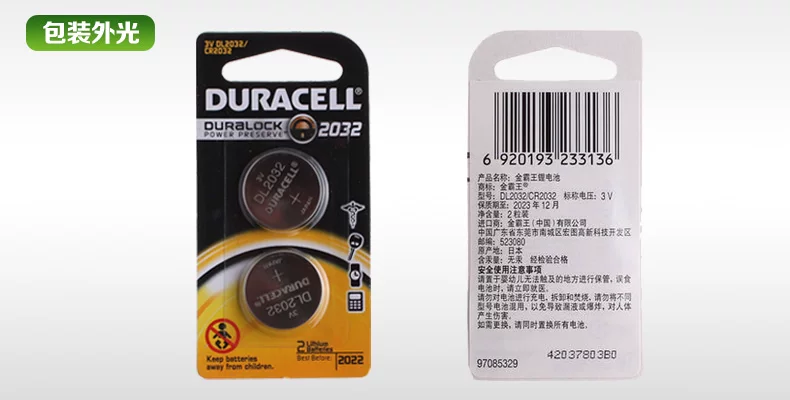 包装外光
3V DL2032/
CR2032
DURACELL
DURALOCK
POWER PRESERVE™
2032
3V
DL2032
DURACELL®
+
JAPAN
JAPAN
+
DURACELL®
DL2032
3V
Keep batteries
away from children.
2 Lithium
Batteries
Best Before: 2022
6 920193 233136
产品名称: 金霸王锂电池
商标: 金霸王®
型号: DL2032/CR2032 标称电压: 3 V
保质期至: 2023 年 12 月
净含量: 2 粒装
进口商: 金霸王 (中国) 有限公司
中国广东省东莞市南城区宏图高新科技开发区
邮编: 523080
原产地: 日本
含量: 无汞 经检验合格
安全使用注意事项
请置于婴幼儿无法触及的地方进行保管, 误食
电池时, 请立即就医。
请勿对电池进行充电, 拆卸和焚烧, 请勿将不同
型号电池混用, 以免导致漏液或爆炸, 对人体
产生伤害。
如需更换, 请同时置换所有电池。
97085329
42037803B0